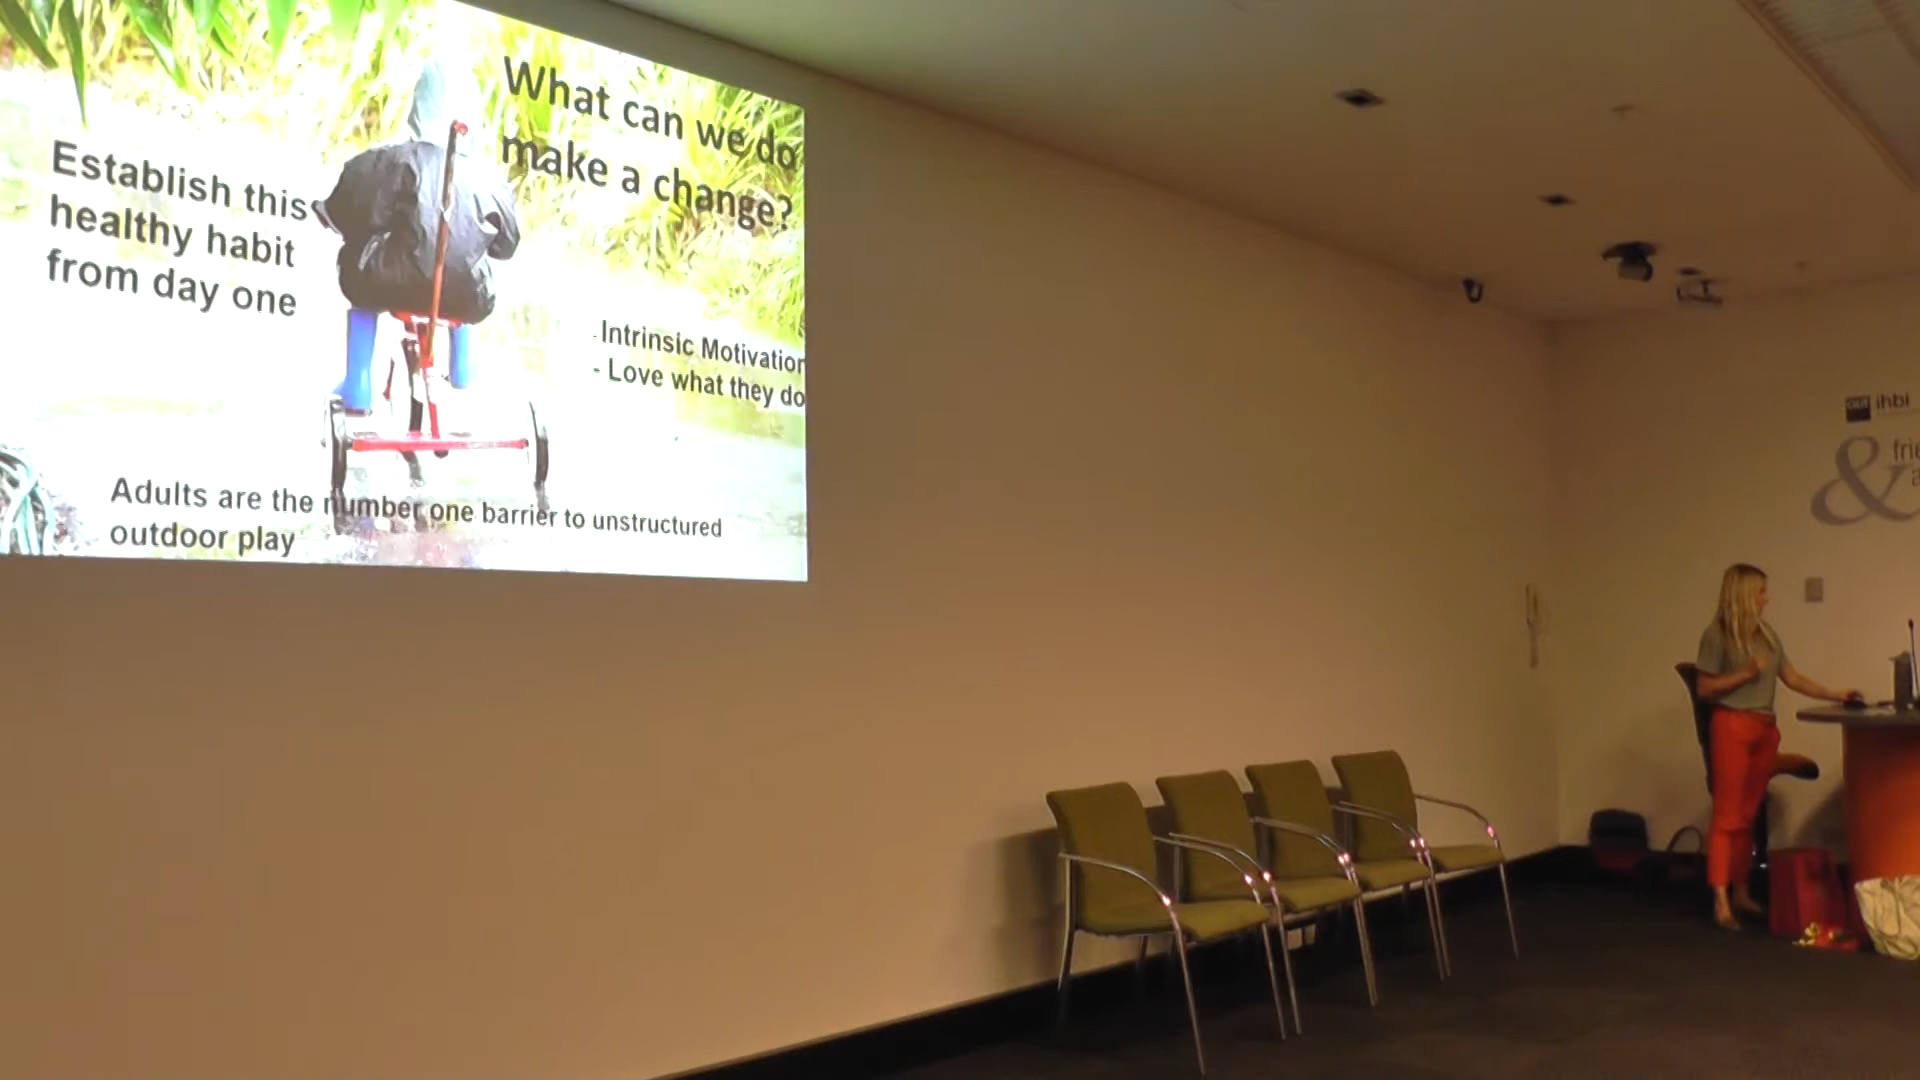 What can we do
make a change?
Establish this
healthy habit
from day one
Intrinsic Motivation
- Love what they do
Adults are the number one barrier to unstructured
outdoor play
ihbi
&